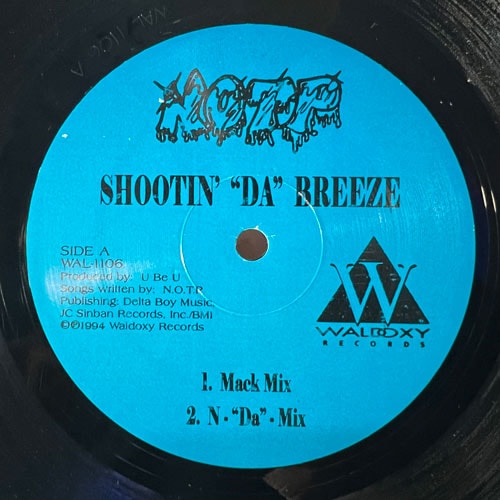 N.O.T.R.
SHOOTIN' "DA" BREEZE
SIDE A
WAL-1106
Produced by: U Be U
Songs written by: N.O.T.R
Publishing: Delta Boy Music,
JC Sinban Records, Inc./BMI
©℗1994 Waldoxy Records
W
WALDOXY
RECORDS
1. Mack Mix
2. N - "Da" - Mix